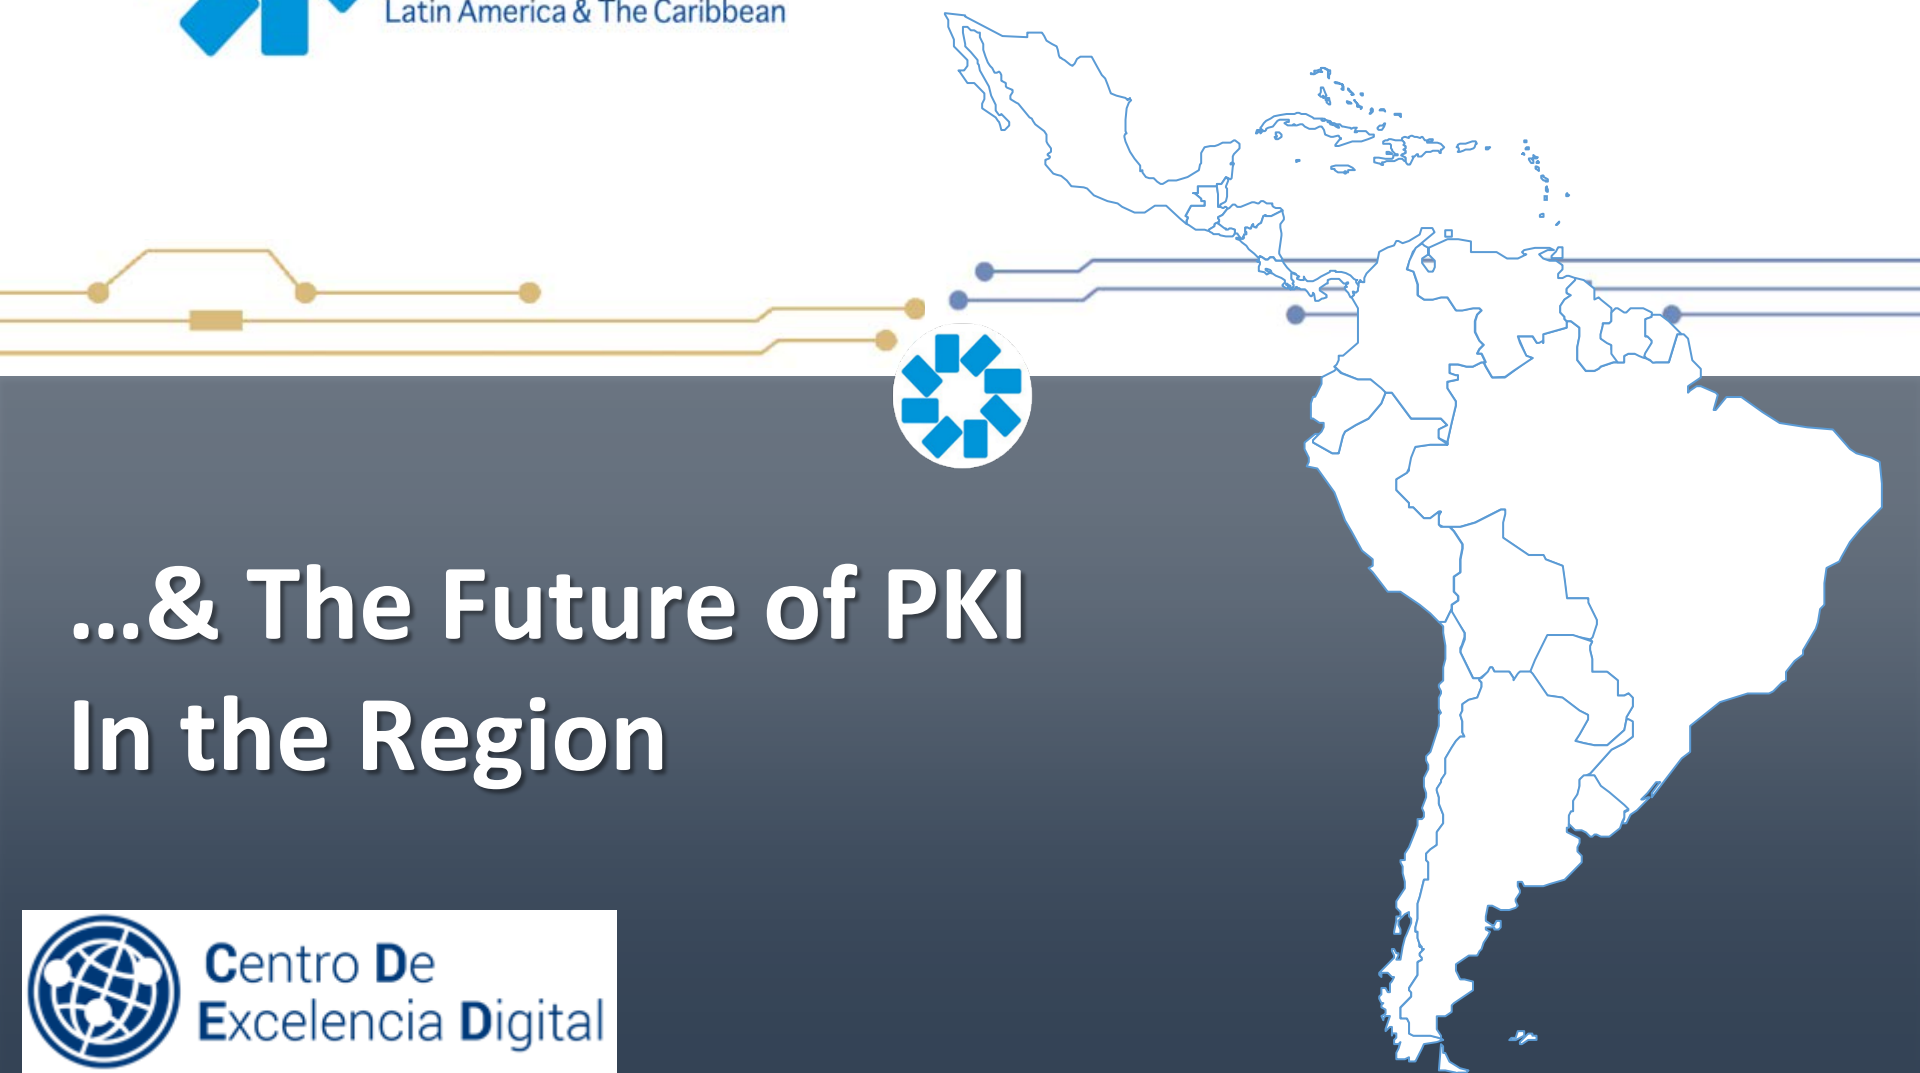 Latin America & The Caribbean
...& The Future of PKI
In the Region
Centro De
Excelencia Digital